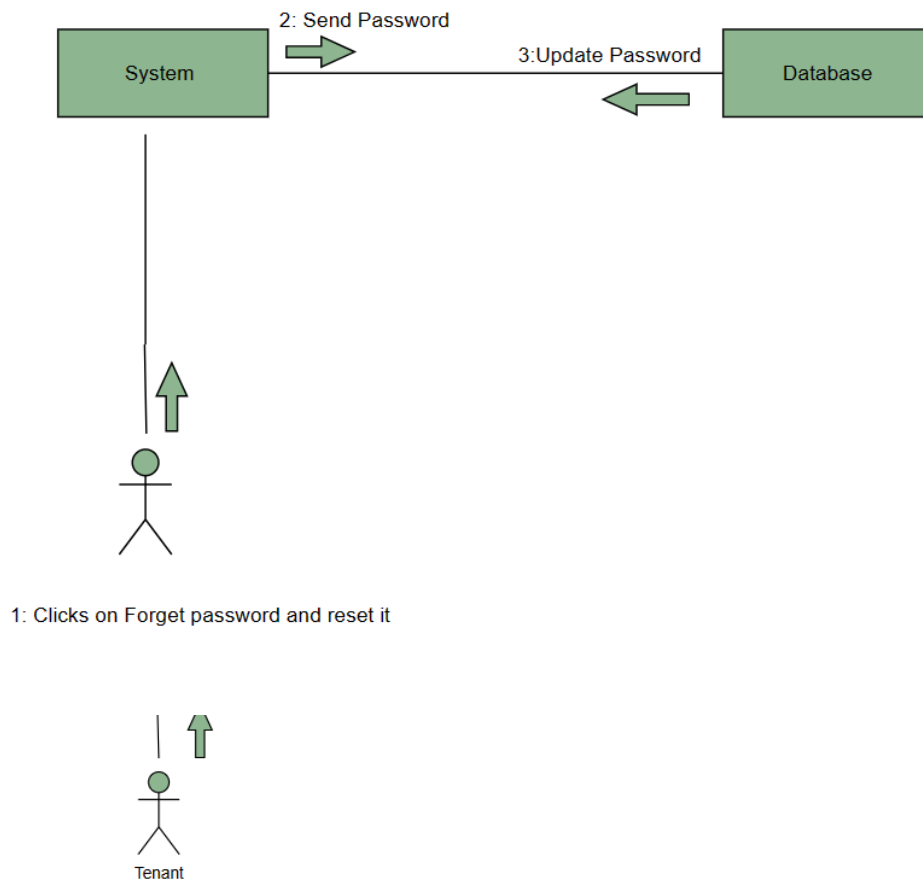 2: Send Password
3:Update Password
System
Database
1: Clicks on Forget password and reset it
Tenant